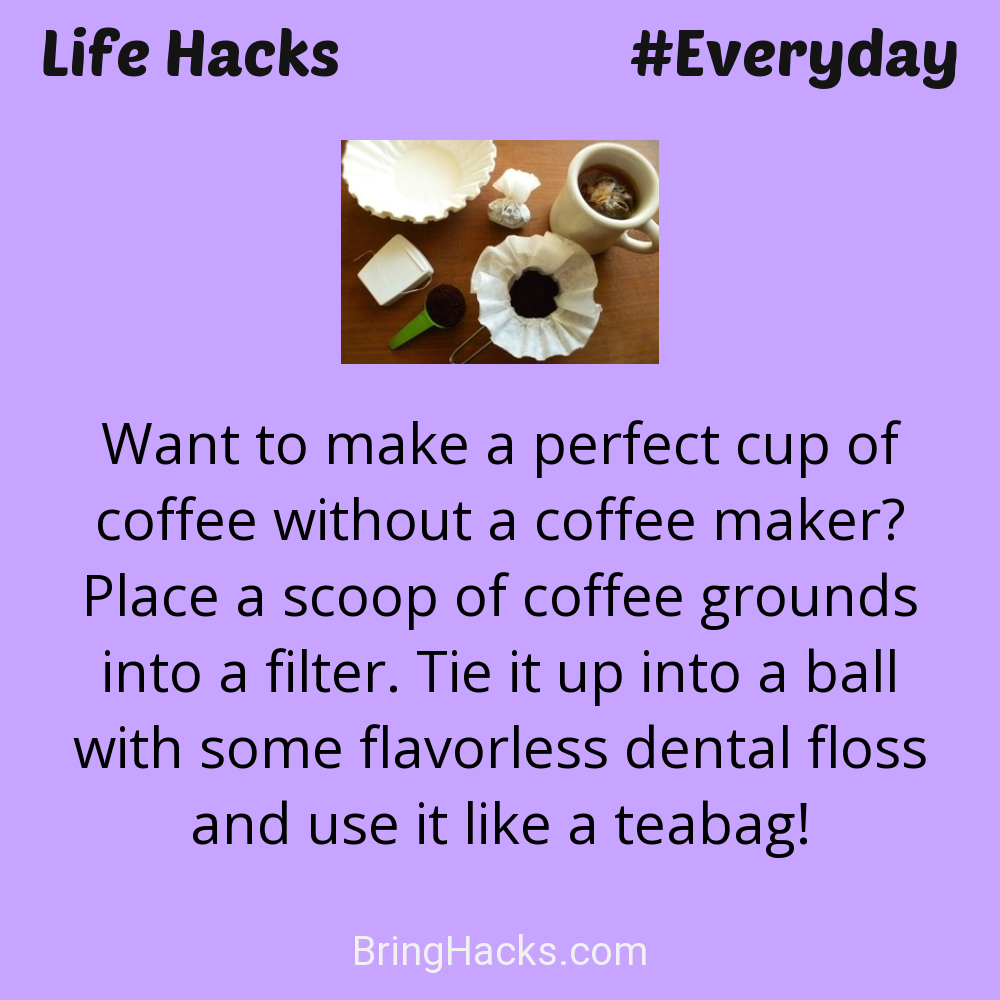 Life Hacks #Everyday
Want to make a perfect cup of
coffee without a coffee maker?
Place a scoop of coffee grounds
into a filter. Tie it up into a ball
with some flavorless dental floss
and use it like a teabag!
BringHacks.com